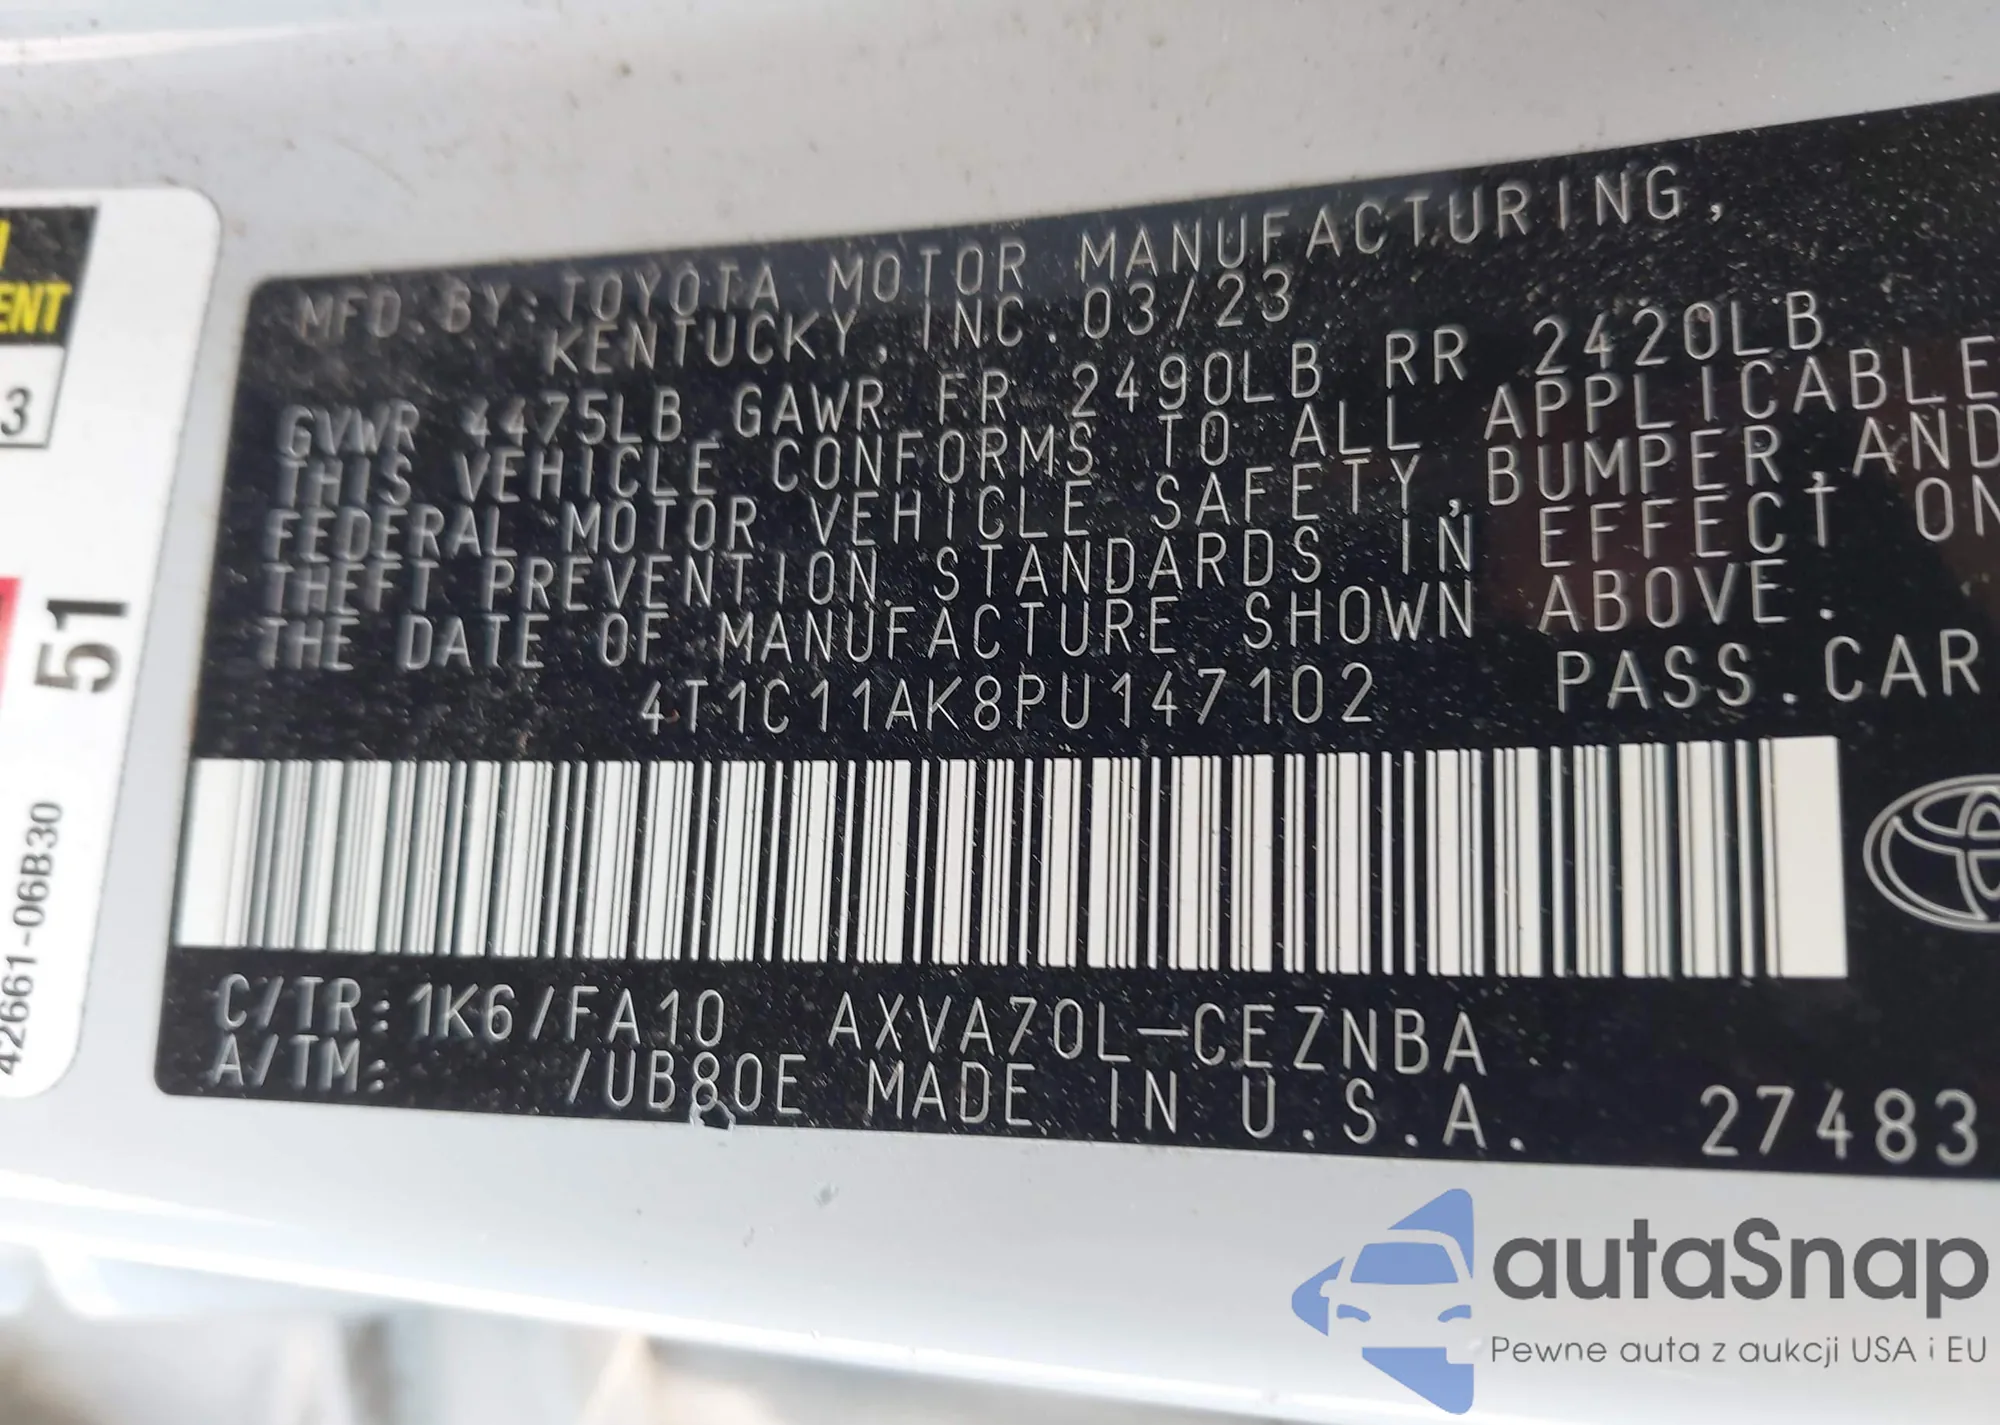 ENT
3
51
42661-06B30
MFD. BY: TOYOTA MOTOR MANUFACTURING,
KENTUCKY, INC. 03/23
GVWR 4475LB GAWR FR 2490LB RR 2420LB
THIS VEHICLE CONFORMS TO ALL APPLICABLE
FEDERAL MOTOR VEHICLE SAFETY, BUMPER, AND
THEFT PREVENTION STANDARDS IN EFFECT ON
THE DATE OF MANUFACTURE SHOWN ABOVE.
4T1C11AK8PU147102 PASS.CAR
C/TR: 1K6/FA10 AXVA70L-CEZNBA
A/TM: /UB80E MADE IN U.S.A. 27483
autaSnap
Pewne auta z aukcji USA i EU